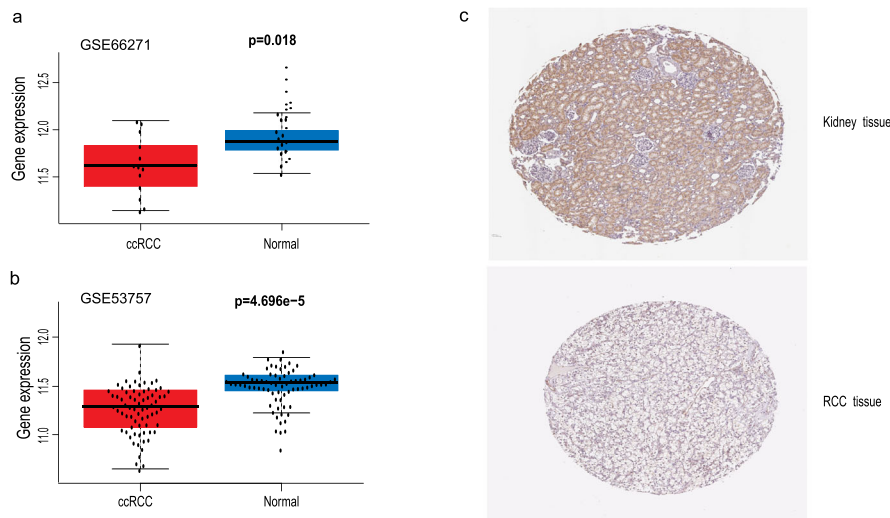 a
GSE66271
p=0.018
Gene expression
12.5
12.0
11.5
ccRCC
Normal
b
GSE53757
p=4.696e−5
Gene expression
12.0
11.5
11.0
ccRCC
Normal
c
Kidney tissue
RCC tissue